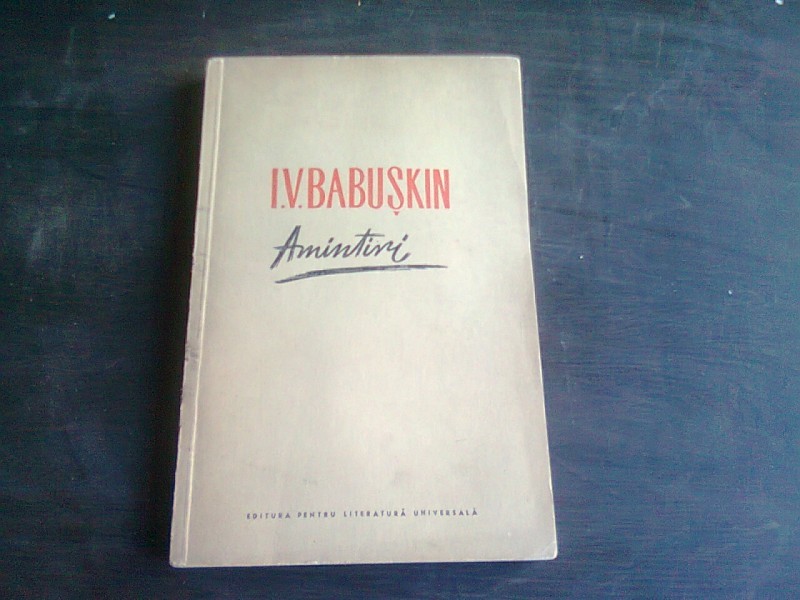 I.V. BABUȘKIN
Amintiri
EDITURA PENTRU LITERATURĂ UNIVERSALĂ